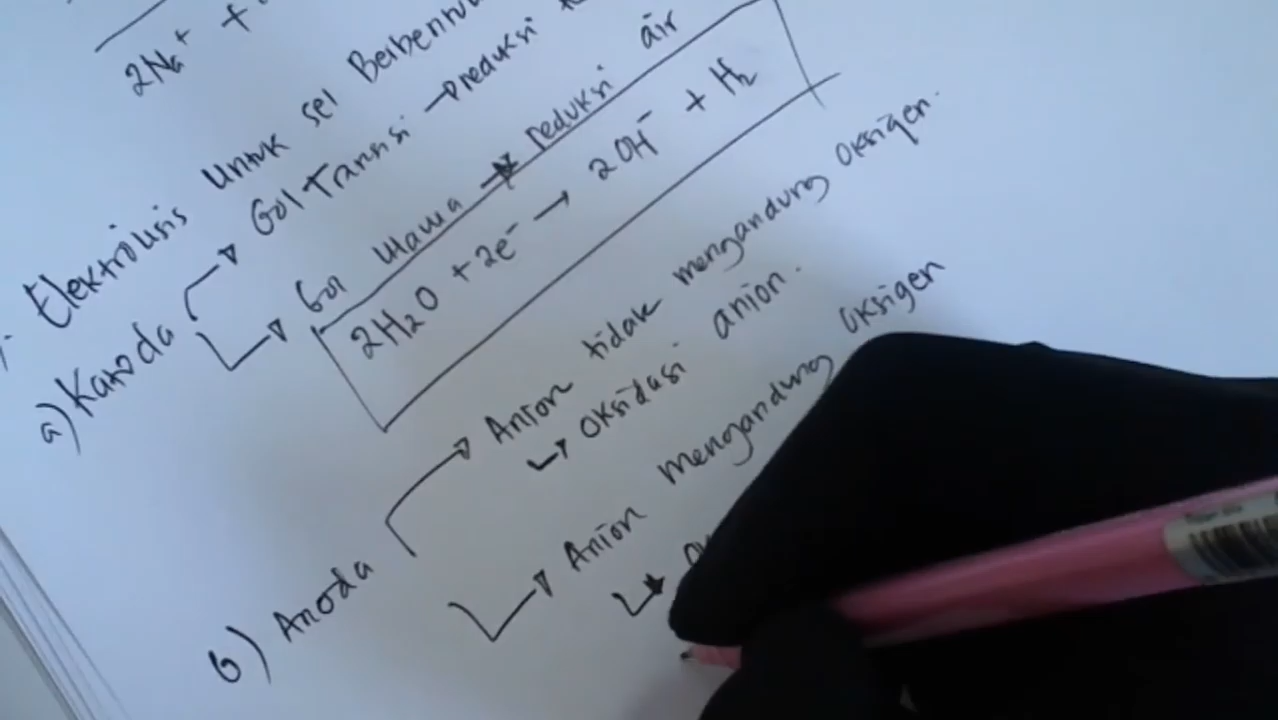 2Na⁺ +
Elektrolisis Untuk sel Berbentu
a) Katoda
Gol Transisi → reduksi
Gol Utama → reduksi air
2H₂O + 2e⁻ → 2OH⁻ + H₂
b) Anoda
Anion tidak mengandung Oksigen.
↳ Oksidasi anion.
Anion mengandung Oksigen
↳